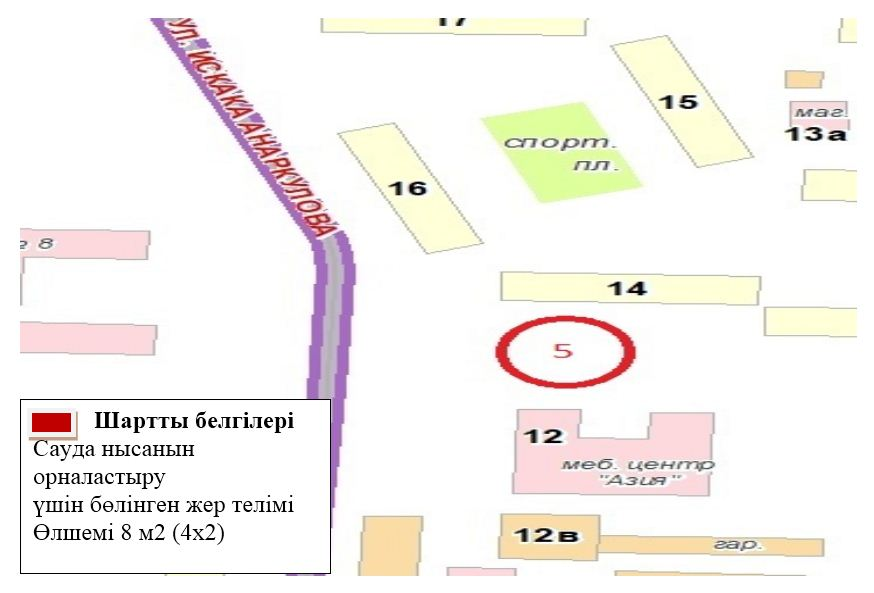 17
УЛ. ИСКАКА АНАРКУЛОВА
15
маг.
13а
спорт.
пл.
16
8
14
5
12
меб. центр
"Азия"
12в
гар.
Шартты белгілері
Сауда нысанын
орналастыру
үшін бөлінген жер телімі
Өлшемі 8 м2 (4х2)